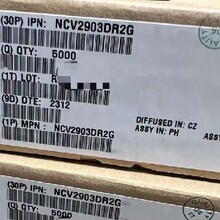 (30P) IPN: NCV2903DR2G
(Q) QTY: 5000
(1T) LOT:
(9D) DTE: 2312
(1P) MPN: NCV2903DR2G
DIFFUSED IN: CZ
ASSY IN: PH
(30P) IPN: NCV2903DR2G
(Q) QTY: 5000